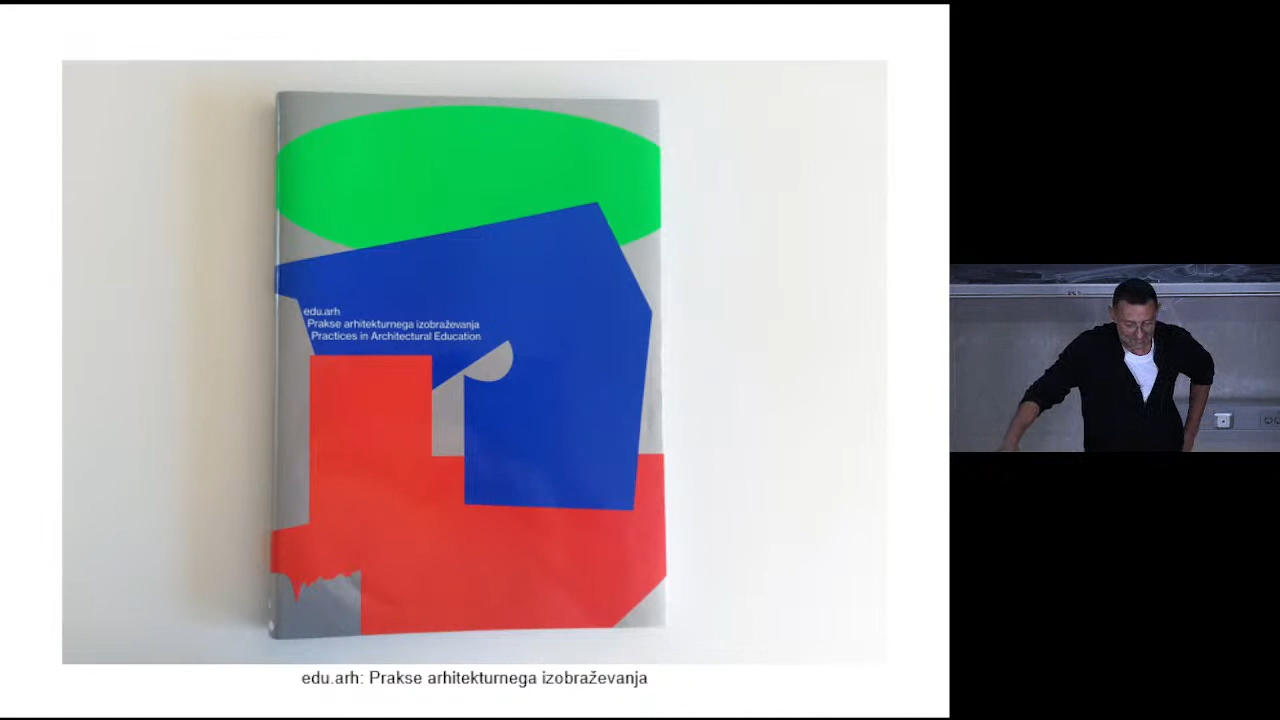 edu.arh
Prakse arhitekturnega izobraževanja
Practices in Architectural Education
edu.arh: Prakse arhitekturnega izobraževanja